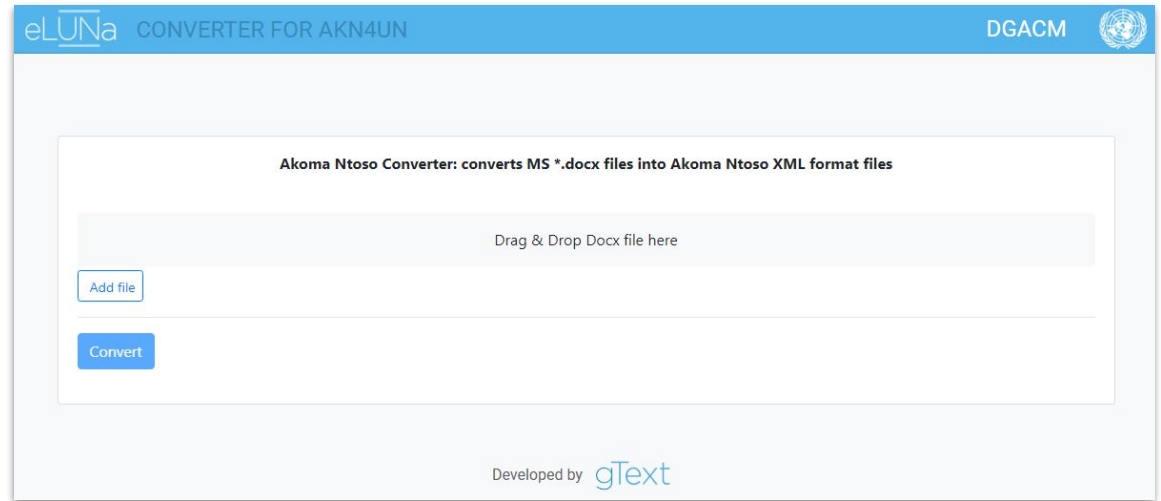 eLUNa CONVERTER FOR AKN4UN DGACM
Akoma Ntoso Converter: converts MS *.docx files into Akoma Ntoso XML format files
Drag & Drop Docx file here
Add file
Convert
Developed by gText